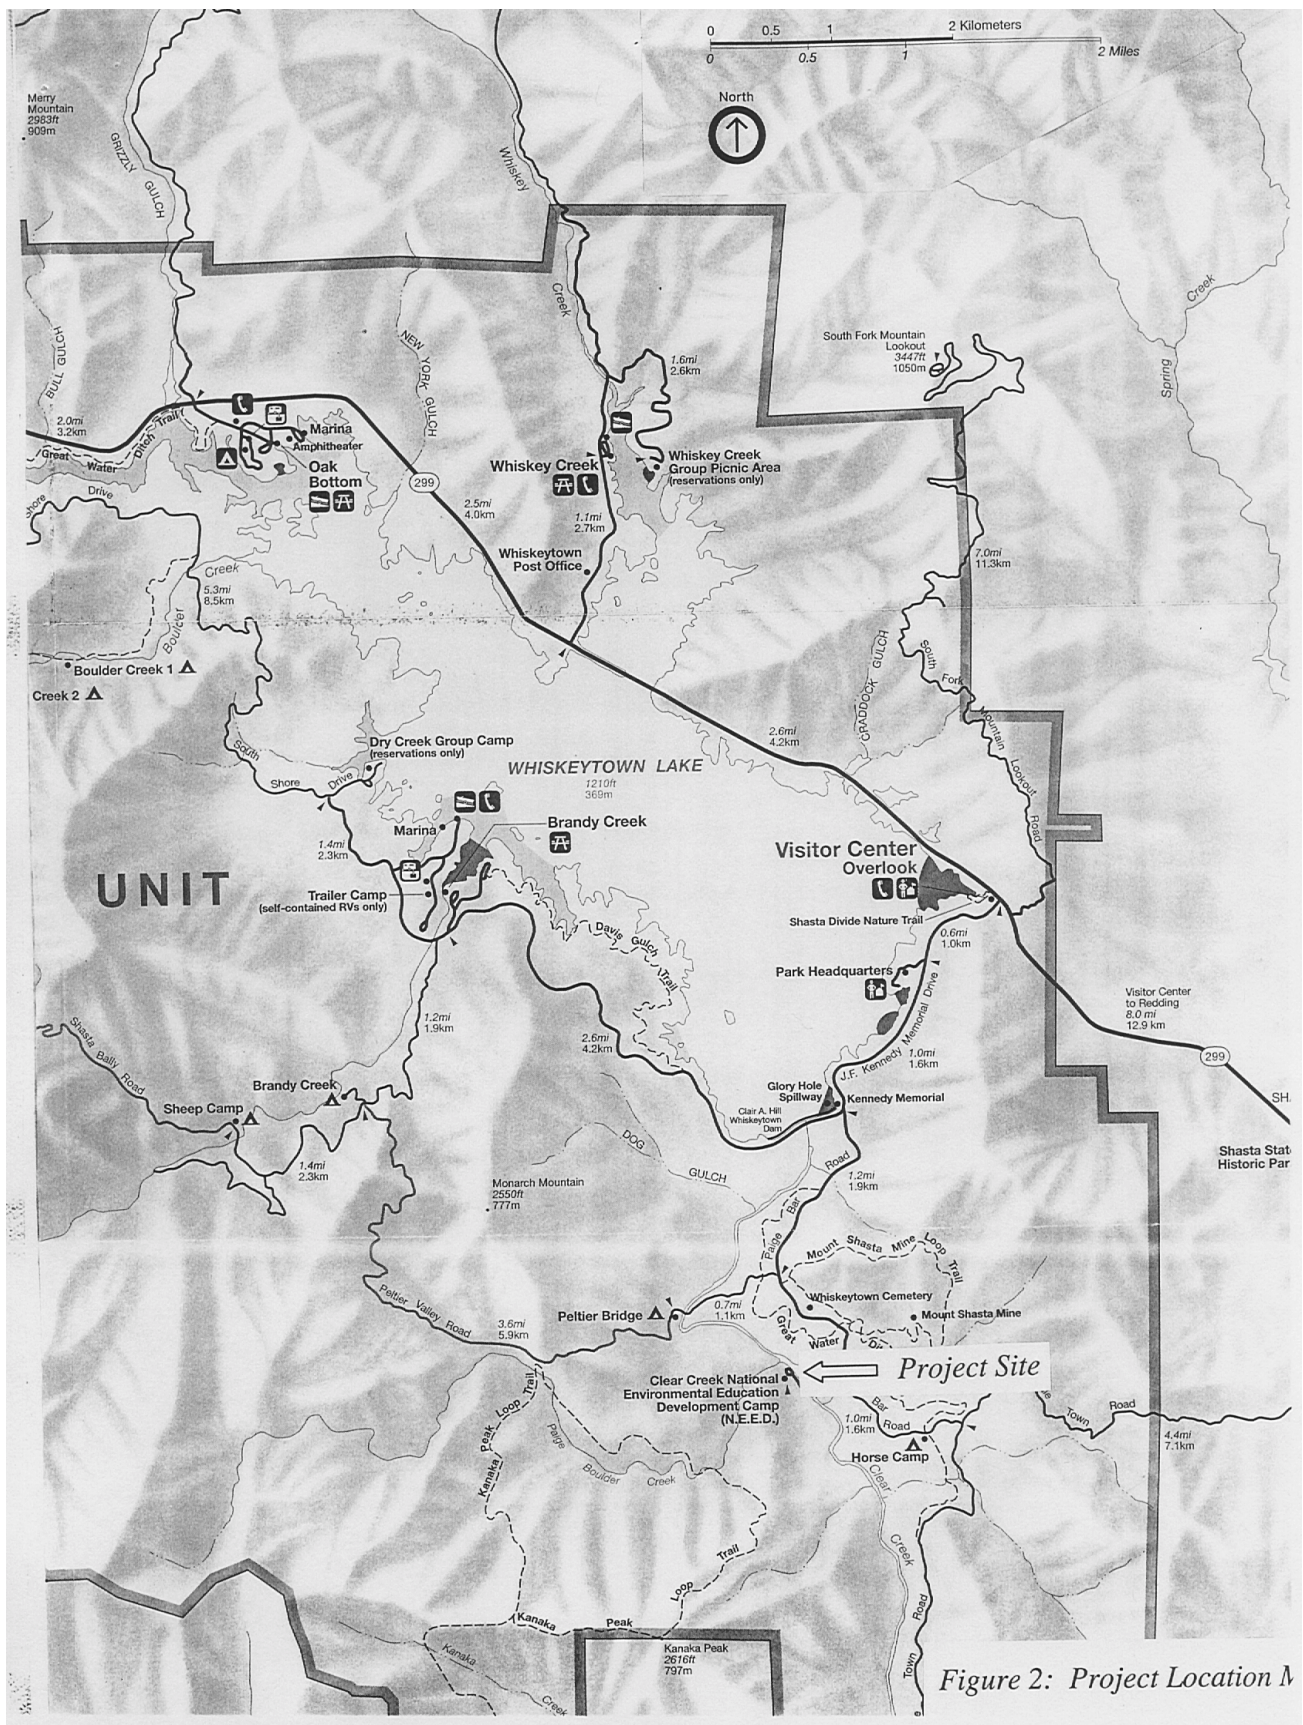 0 0.5 1 2 Kilometers
0 0.5 1 2 Miles
North
Merry
Mountain
2983ft
909m
GRIZZLY
GULCH
Whiskey
Creek
Creek
Spring
South Fork Mountain
Lookout
3447ft
1050m
BULL GULCH
NEW YORK GULCH
1.6mi
2.6km
2.0mi
3.2km
Great Water Ditch Trail
Marina
Amphitheater
Oak
Bottom
299
2.5mi
4.0km
Whiskey Creek
Whiskey Creek
Group Picnic Area
(reservations only)
1.1mi
2.7km
Whiskeytown
Post Office
7.0mi
11.3km
Shore Drive
Creek
Boulder
5.3mi
8.5km
Boulder Creek 1
Creek 2
CRADDOCK GULCH
South Fork
Mountain Lookout Road
2.6mi
4.2km
South
Shore Drive
Dry Creek Group Camp
(reservations only)
WHISKEYTOWN LAKE
1210ft
369m
Marina
Brandy Creek
1.4mi
2.3km
UNIT
Trailer Camp
(self-contained RVs only)
Visitor Center
Overlook
Shasta Divide Nature Trail
0.6mi
1.0km
Davis Gulch Trail
Park Headquarters
Visitor Center
to Redding
8.0 mi
12.9 km
299
J.F. Kennedy Memorial Drive
1.0mi
1.6km
1.2mi
1.9km
2.6mi
4.2km
Shasta Bally Road
Brandy Creek
Sheep Camp
Glory Hole
Spillway
Kennedy Memorial
Clair A. Hill
Whiskeytown
Dam
SH
Shasta Stat
Historic Par
DOG
GULCH
1.4mi
2.3km
Monarch Mountain
2550ft
777m
Paige Bar Road
1.2mi
1.9km
Mount Shasta Mine Loop Trail
Peltier Valley Road
3.6mi
5.9km
Peltier Bridge
0.7mi
1.1km
Whiskeytown Cemetery
Mount Shasta Mine
Great Water Di
Project Site
Clear Creek National
Environmental Education
Development Camp
(N.E.E.D.)
Bar
Road
1.0mi
1.6km
Horse Camp
Town Road
4.4mi
7.1km
Kanaka Peak Loop Trail
Paige
Boulder Creek
Clear
Creek
Loop Trail
Kanaka Peak
Kanaka
Creek
Kanaka Peak
2616ft
797m
Town Road
Figure 2: Project Location M